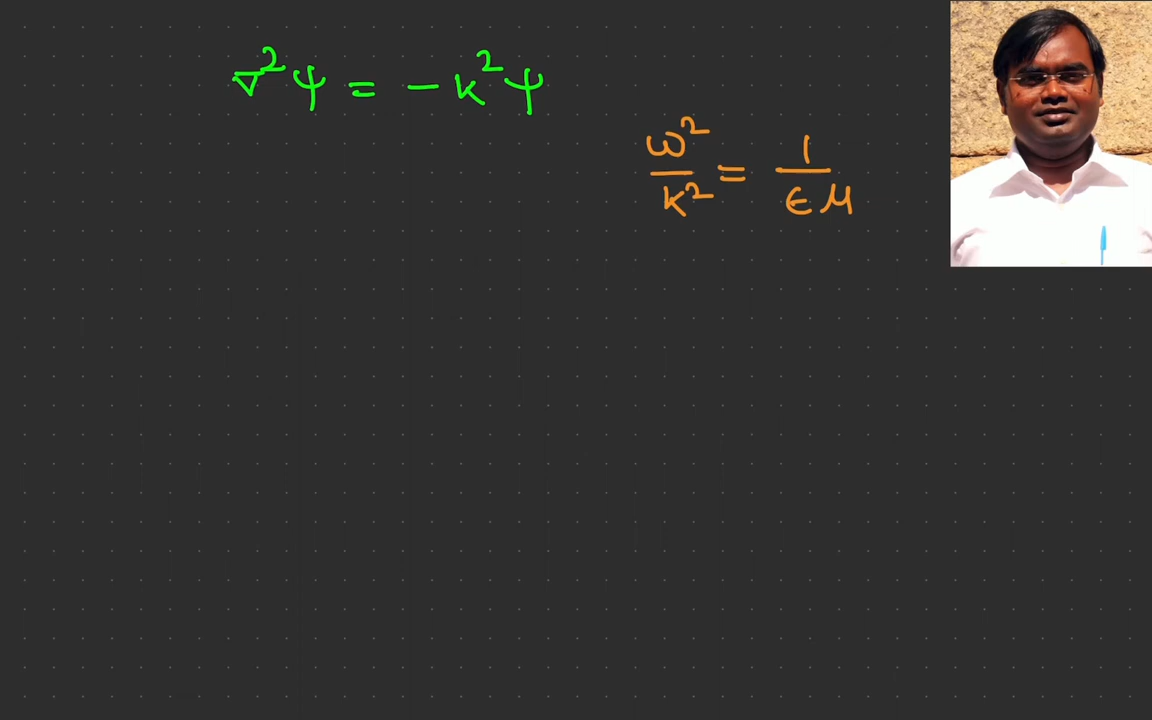 ∇²ψ = -k²ψ
ω²/k² = 1/ϵμ